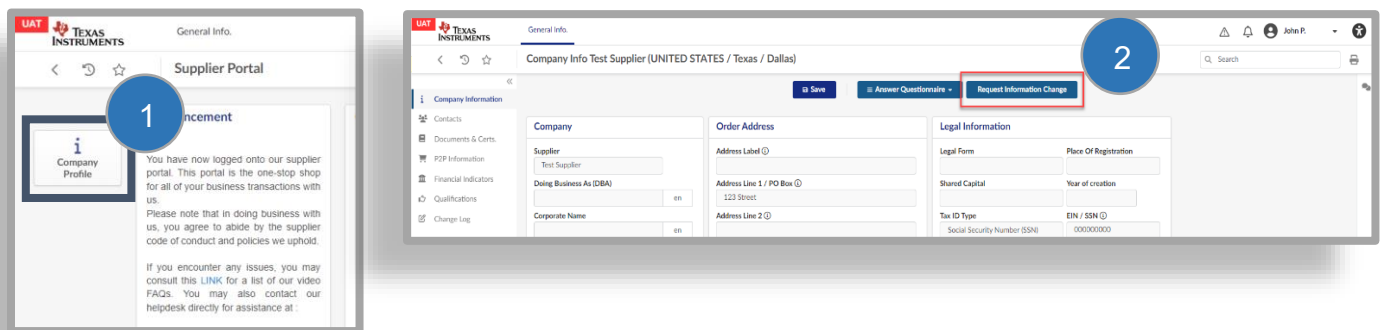 UAT
TEXAS
INSTRUMENTS
General Info.
Supplier Portal
1
ncement
i
Company
Profile
You have now logged onto our supplier
portal. This portal is the one-stop shop
for all of your business transactions with
us.
Please note that in doing business with
us, you agree to abide by the supplier
code of conduct and policies we uphold.
If you encounter any issues, you may
consult this LINK for a list of our video
FAQs. You may also contact our
helpdesk directly for assistance at :
UAT
TEXAS
INSTRUMENTS
General Info.
John P.
Company Info Test Supplier (UNITED STATES / Texas / Dallas)
2
Search
Save
Answer Questionnaire
Request Information Change
i Company Information
Contacts
Documents & Certs.
P2P Information
Financial Indicators
Qualifications
Change Log
Company
Supplier
Test Supplier
Doing Business As (DBA)
en
Corporate Name
en
Order Address
Address Label
Address Line 1 / PO Box
123 Street
Address Line 2
Legal Information
Legal Form
Place Of Registration
Shared Capital
Year of creation
Tax ID Type
EIN / SSN
Social Security Number (SSN)
000000000